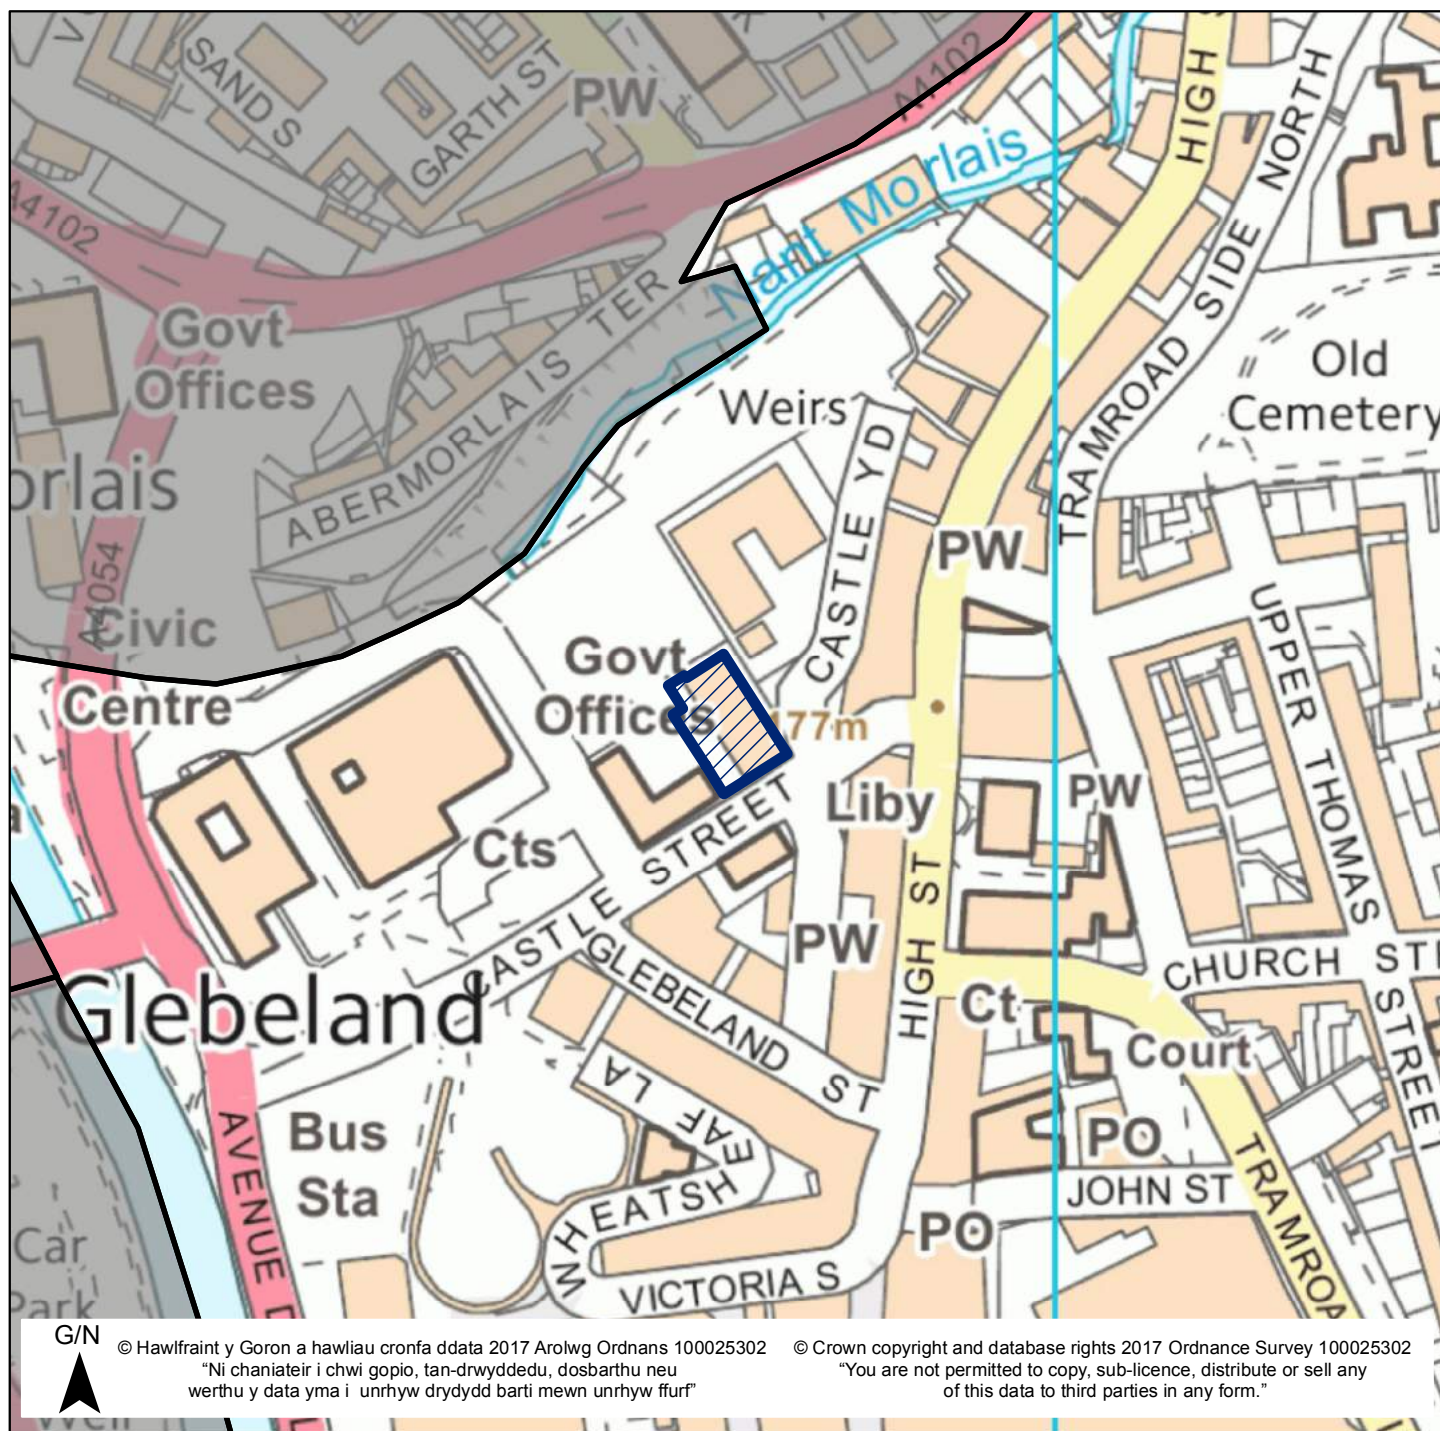 SAND S
GARTH ST
PW
A4102
HIGH
A4102
Nant Morlais
TRAMROAD SIDE NORTH
Govt
Offices
ABERMORLAIS TER
Old
Cemetery
Weirs
CASTLE YD
orlais
PW
A4054
Civic
Centre
Govt
Offices
177m
UPPER THOMAS STREET
Liby
PW
Cts
CASTLE STREET
PW
HIGH ST
CHURCH ST
Glebeland
GLEBELAND ST
Ct
Court
WHEATSHEAF LA
Bus
Sta
PO
JOHN ST
AVENUE D
PO
TRAMROA
VICTORIA S
Car
Park
Weir
G/N
© Hawlfraint y Goron a hawliau cronfa ddata 2017 Arolwg Ordnans 100025302
“Ni chaniateir i chwi gopio, tan-drwyddedu, dosbarthu neu
werthu y data yma i unrhyw drydydd barti mewn unrhyw ffurf”
© Crown copyright and database rights 2017 Ordnance Survey 100025302
“You are not permitted to copy, sub-licence, distribute or sell any
of this data to third parties in any form.”